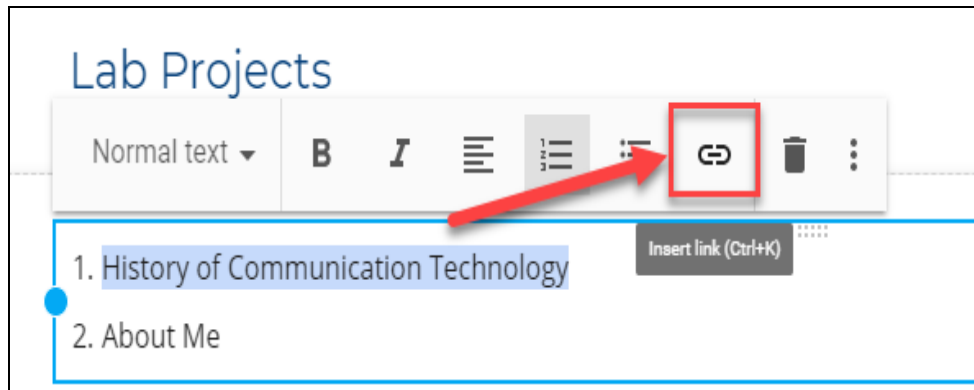 Lab Projects
Normal text B I
Insert link (Ctrl+K)
1. History of Communication Technology
2. About Me